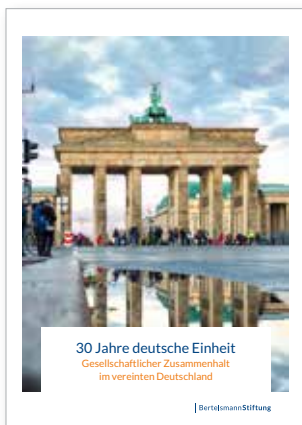 30 Jahre deutsche Einheit
Gesellschaftlicher Zusammenhalt
im vereinten Deutschland
BertelsmannStiftung